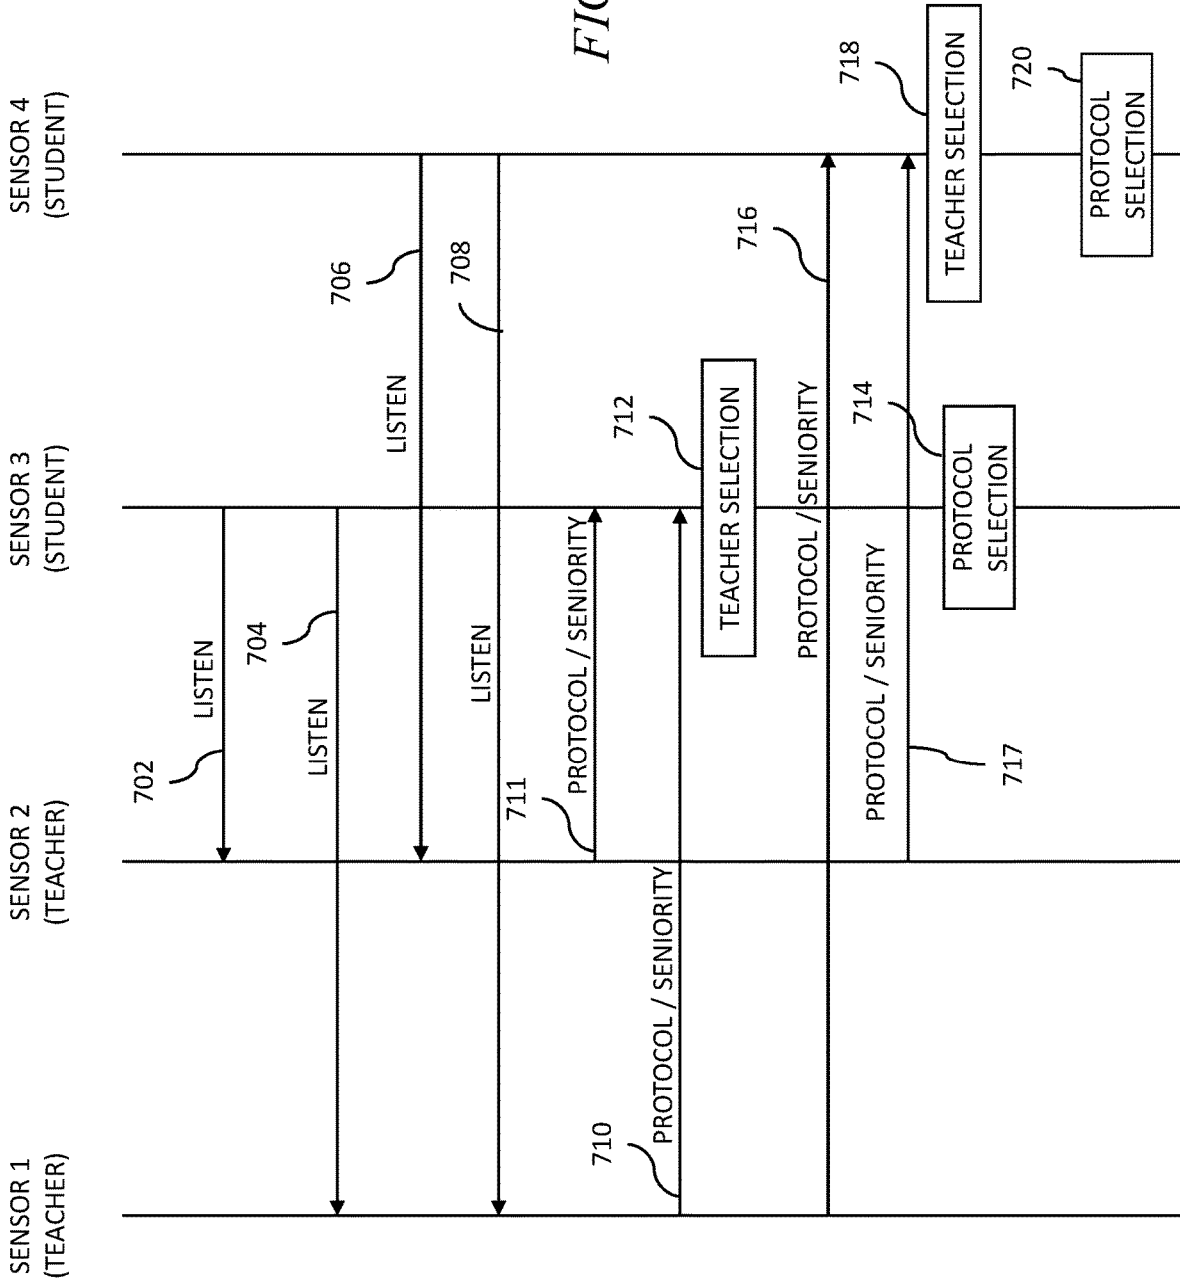 SENSOR 1
(TEACHER)
SENSOR 2
(TEACHER)
SENSOR 3
(STUDENT)
SENSOR 4
(STUDENT)
702
LISTEN
704
LISTEN
706
LISTEN
708
LISTEN
711
PROTOCOL / SENIORITY
710
PROTOCOL / SENIORITY
712
TEACHER SELECTION
716
PROTOCOL / SENIORITY
714
PROTOCOL / SENIORITY
717
718
TEACHER SELECTION
PROTOCOL
SELECTION
720
PROTOCOL
SELECTION